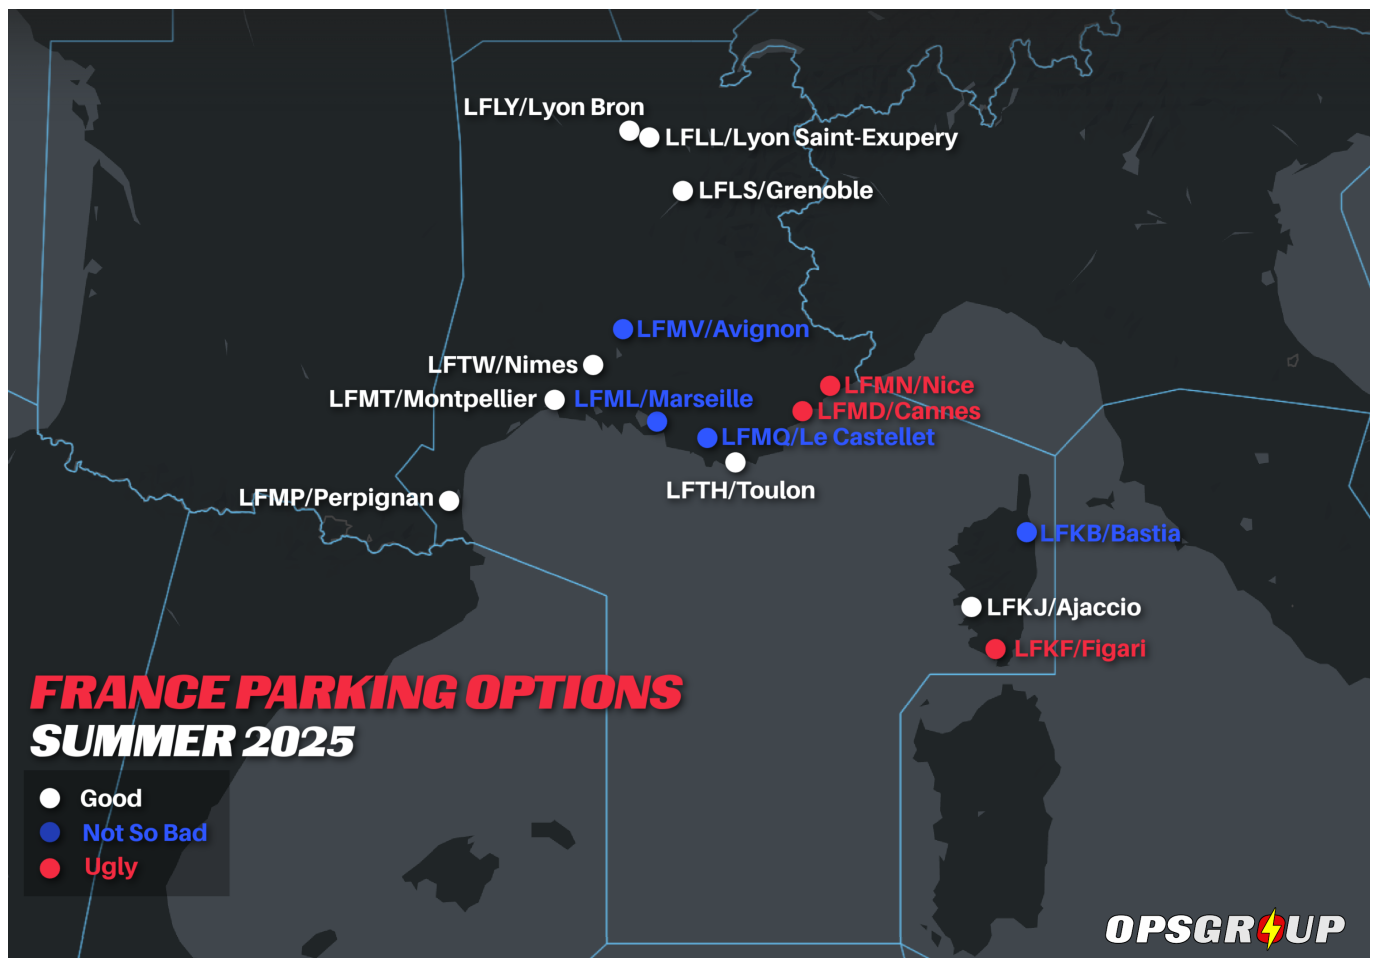 LFLY/Lyon Bron
LFLL/Lyon Saint-Exupery
LFLS/Grenoble
LFMV/Avignon
LFTW/Nimes
LFMN/Nice
LFMT/Montpellier
LFML/Marseille
LFMD/Cannes
LFMQ/Le Castellet
LFTH/Toulon
LFMP/Perpignan
LFKB/Bastia
LFKJ/Ajaccio
LFKF/Figari
FRANCE PARKING OPTIONS
SUMMER 2025
Good
Not So Bad
Ugly
OPSGROUP